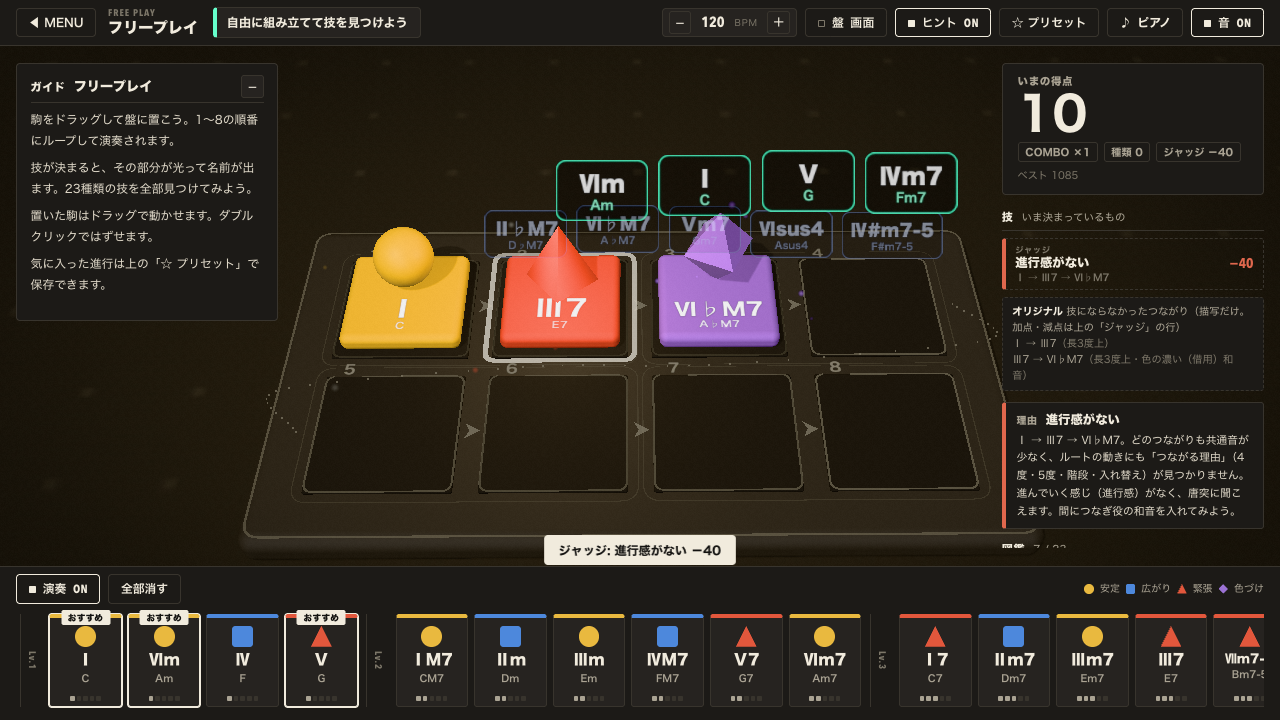 ◀ MENU
FREE PLAY
フリープレイ
自由に組み立てて技を見つけよう
− 120 BPM +
□ 盤 画面
■ ヒント ON
☆ プリセット
♪ ピアノ
■ 音 ON
ガイド フリープレイ −
駒をドラッグして盤に置こう。1〜8の順番
にループして演奏されます。
技が決まると、その部分が光って名前が出
ます。23種類の技を全部見つけてみよう。
置いた駒はドラッグで動かせます。ダブル
クリックではずせます。
気に入った進行は上の「☆ プリセット」で
保存できます。
Ⅵm
Am
Ⅰ
C
Ⅴ
G
Ⅳm7
Fm7
Ⅱ♭M7
D♭M7
Ⅵ♭M7
A♭M7
Ⅵsus4
Asus4
Ⅳ#m7-5
F#m7-5
4
Ⅰ
C
Ⅲ7
E7
Ⅵ♭M7
A♭M7
5
6
7
8
いまの得点
10
COMBO ×1
種類 0
ジャッジ −40
ベスト 1085
技 いま決まっているもの
ジャッジ
進行感がない −40
Ⅰ → Ⅲ7 → Ⅵ♭M7
オリジナル 技にならなかったつながり（描写だけ。
加点・減点は上の「ジャッジ」の行）
Ⅰ → Ⅲ7（長3度上）
Ⅲ7 → Ⅵ♭M7（長3度上・色の濃い（借用）和
音）
理由 進行感がない
Ⅰ → Ⅲ7 → Ⅵ♭M7。どのつながりも共通音が
少なく、ルートの動きにも「つながる理由」（4
度・5度・階段・入れ替え）が見つかりません。
進んでいく感じ（進行感）がなく、唐突に聞こ
えます。間につなぎ役の和音を入れてみよう。
ジャッジ: 進行感がない −40
■ 演奏 ON
全部消す
安定 広がり 緊張 色づけ
Lv.1
おすすめ
Ⅰ
C
おすすめ
Ⅵm
Am
Ⅳ
F
おすすめ
Ⅴ
G
Lv.2
Ⅰ M7
CM7
Ⅱm
Dm
Ⅲm
Em
ⅣM7
FM7
Ⅴ7
G7
Ⅵm7
Am7
Lv.3
Ⅰ 7
C7
Ⅱm7
Dm7
Ⅲm7
Em7
Ⅲ7
E7
Ⅶm7-
Bm7-5